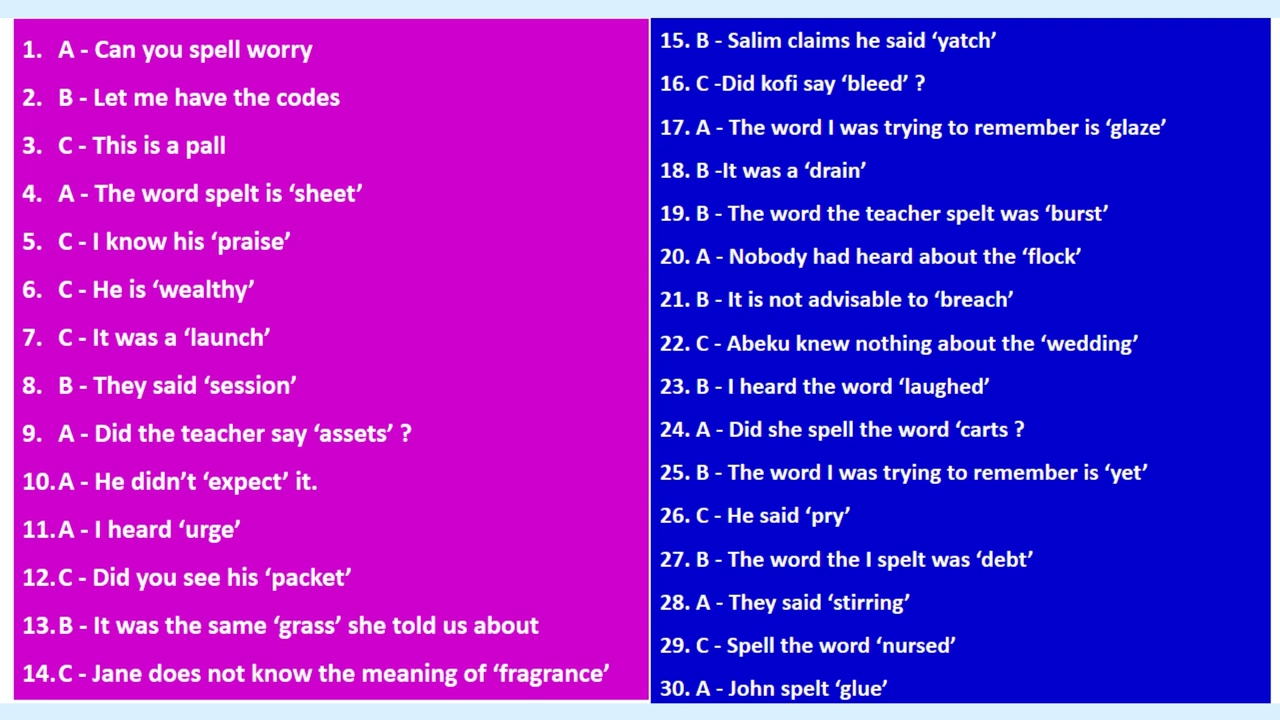 1. A - Can you spell worry
2. B - Let me have the codes
3. C - This is a pall
4. A - The word spelt is ‘sheet’
5. C - I know his ‘praise’
6. C - He is ‘wealthy’
7. C - It was a ‘launch’
8. B - They said ‘session’
9. A - Did the teacher say ‘assets’ ?
10. A - He didn’t ‘expect’ it.
11. A - I heard ‘urge’
12. C - Did you see his ‘packet’
13. B - It was the same ‘grass’ she told us about
14. C - Jane does not know the meaning of ‘fragrance’
15. B - Salim claims he said ‘yatch’
16. C -Did kofi say ‘bleed’ ?
17. A - The word I was trying to remember is ‘glaze’
18. B -It was a ‘drain’
19. B - The word the teacher spelt was ‘burst’
20. A - Nobody had heard about the ‘flock’
21. B - It is not advisable to ‘breach’
22. C - Abeku knew nothing about the ‘wedding’
23. B - I heard the word ‘laughed’
24. A - Did she spell the word ‘carts ?
25. B - The word I was trying to remember is ‘yet’
26. C - He said ‘pry’
27. B - The word the I spelt was ‘debt’
28. A - They said ‘stirring’
29. C - Spell the word ‘nursed’
30. A - John spelt ‘glue’